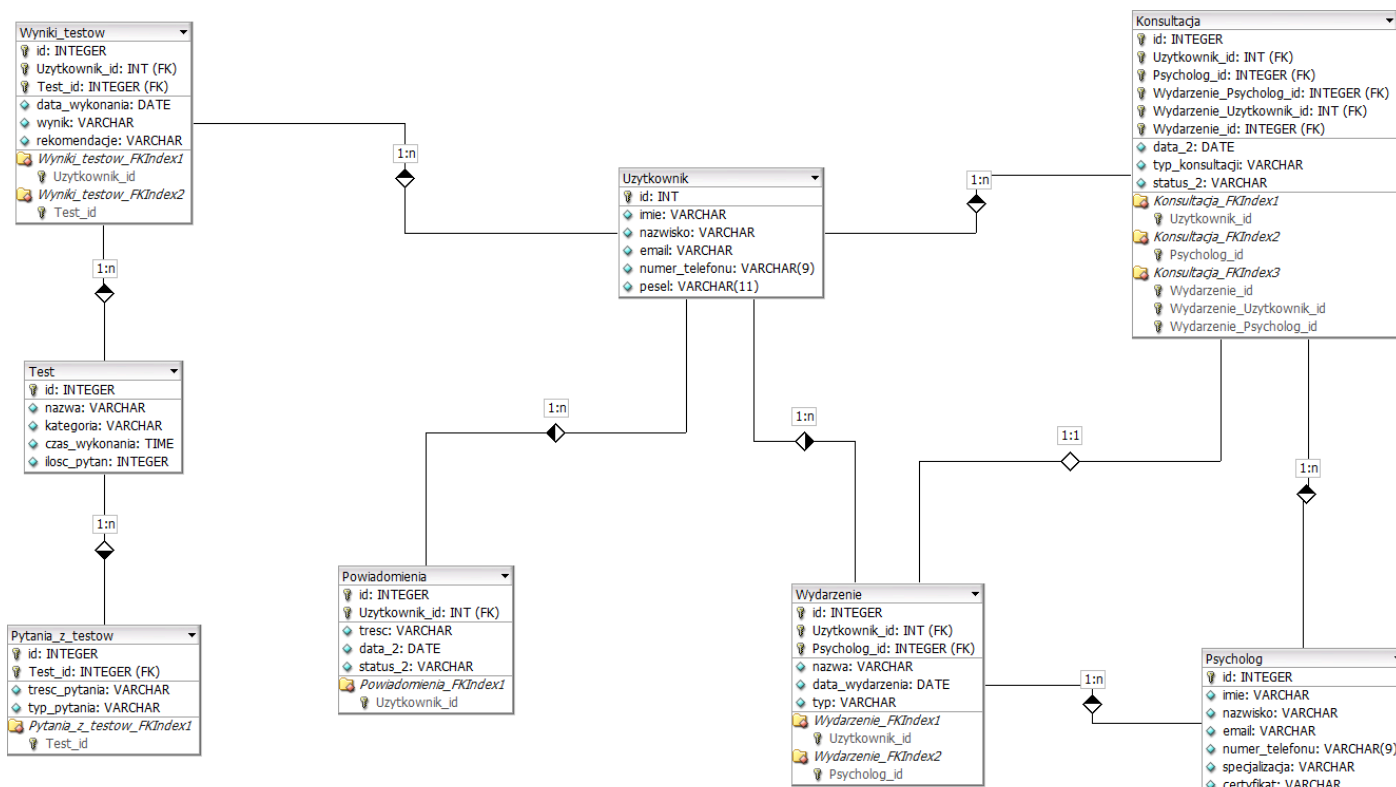 Wyniki_testow
id: INTEGER
Uzytkownik_id: INT (FK)
Test_id: INTEGER (FK)
data_wykonania: DATE
wynik: VARCHAR
rekomendacje: VARCHAR
Wyniki_testow_FKIndex1
Uzytkownik_id
Wyniki_testow_FKIndex2
Test_id
1:n
Test
id: INTEGER
nazwa: VARCHAR
kategoria: VARCHAR
czas_wykonania: TIME
ilosc_pytan: INTEGER
1:n
Pytania_z_testow
id: INTEGER
Test_id: INTEGER (FK)
tresc_pytania: VARCHAR
typ_pytania: VARCHAR
Pytania_z_testow_FKIndex1
Test_id
1:n
Uzytkownik
id: INT
imie: VARCHAR
nazwisko: VARCHAR
email: VARCHAR
numer_telefonu: VARCHAR(9)
pesel: VARCHAR(11)
1:n
Konsultacja
id: INTEGER
Uzytkownik_id: INT (FK)
Psycholog_id: INTEGER (FK)
Wydarzenie_Psycholog_id: INTEGER (FK)
Wydarzenie_Uzytkownik_id: INT (FK)
Wydarzenie_id: INTEGER (FK)
data_2: DATE
typ_konsultacji: VARCHAR
status_2: VARCHAR
Konsultacja_FKIndex1
Uzytkownik_id
Konsultacja_FKIndex2
Psycholog_id
Konsultacja_FKIndex3
Wydarzenie_id
Wydarzenie_Uzytkownik_id
Wydarzenie_Psycholog_id
1:n
1:n
1:1
1:n
Powiadomienia
id: INTEGER
Uzytkownik_id: INT (FK)
tresc: VARCHAR
data_2: DATE
status_2: VARCHAR
Powiadomienia_FKIndex1
Uzytkownik_id
Wydarzenie
id: INTEGER
Uzytkownik_id: INT (FK)
Psycholog_id: INTEGER (FK)
nazwa: VARCHAR
data_wydarzenia: DATE
typ: VARCHAR
Wydarzenie_FKIndex1
Uzytkownik_id
Wydarzenie_FKIndex2
Psycholog_id
1:n
Psycholog
id: INTEGER
imie: VARCHAR
nazwisko: VARCHAR
email: VARCHAR
numer_telefonu: VARCHAR(9)
specjalizacja: VARCHAR
certyfikat: VARCHAR